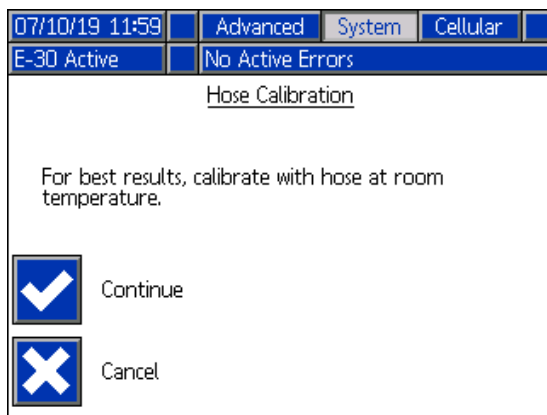 07/10/19 11:59 Advanced System Cellular
E-30 Active No Active Errors
Hose Calibration
For best results, calibrate with hose at room
temperature.
Continue
Cancel